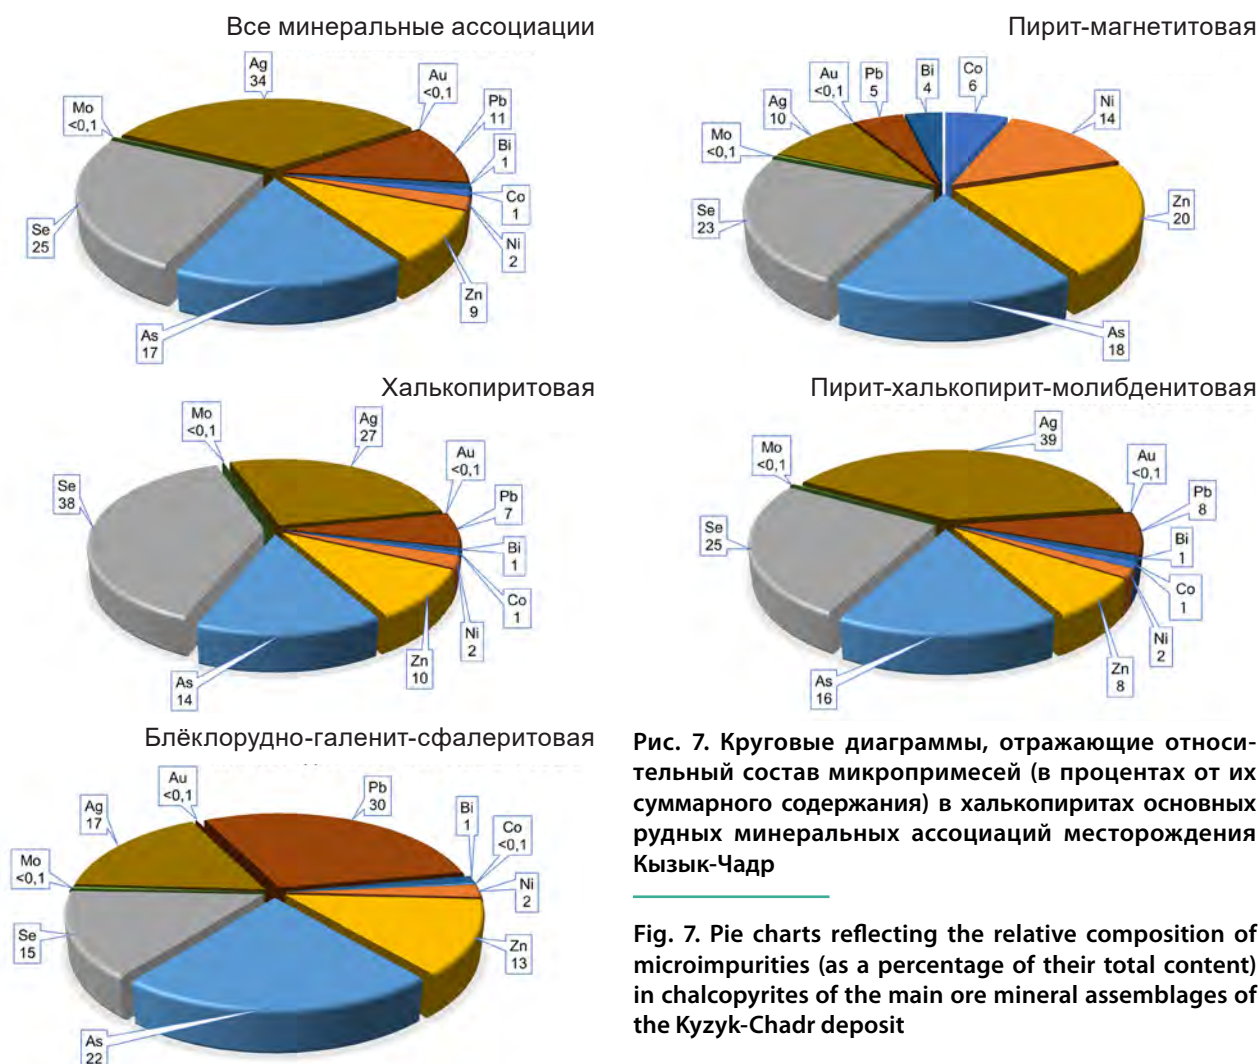 Все минеральные ассоциации
Ag
34
Au
<0,1
Pb
11
Bi
1
Co
1
Ni
2
Zn
9
As
17
Se
25
Mo
<0,1
Пирит-магнетитовая
Co
6
Ni
14
Zn
20
As
18
Se
23
Mo
<0,1
Ag
10
Au
<0,1
Pb
5
Bi
4
Халькопиритовая
Mo
<0,1
Ag
27
Au
<0,1
Pb
7
Bi
1
Co
1
Ni
2
Zn
10
As
14
Se
38
Пирит-халькопирит-молибденитовая
Ag
39
Au
<0,1
Pb
8
Bi
1
Co
1
Ni
2
Zn
8
As
16
Se
25
Mo
<0,1
Блёклорудно-галенит-сфалеритовая
Au
<0,1
Pb
30
Bi
1
Co
<0,1
Ni
2
Zn
13
As
22
Se
15
Mo
<0,1
Ag
17
Рис. 7. Круговые диаграммы, отражающие относи-
тельный состав микропримесей (в процентах от их
суммарного содержания) в халькопиритах основных
рудных минеральных ассоциаций месторождения
Кызык-Чадр
Fig. 7. Pie charts reflecting the relative composition of
microimpurities (as a percentage of their total content)
in chalcopyrites of the main ore mineral assemblages of
the Kyzyk-Chadr deposit